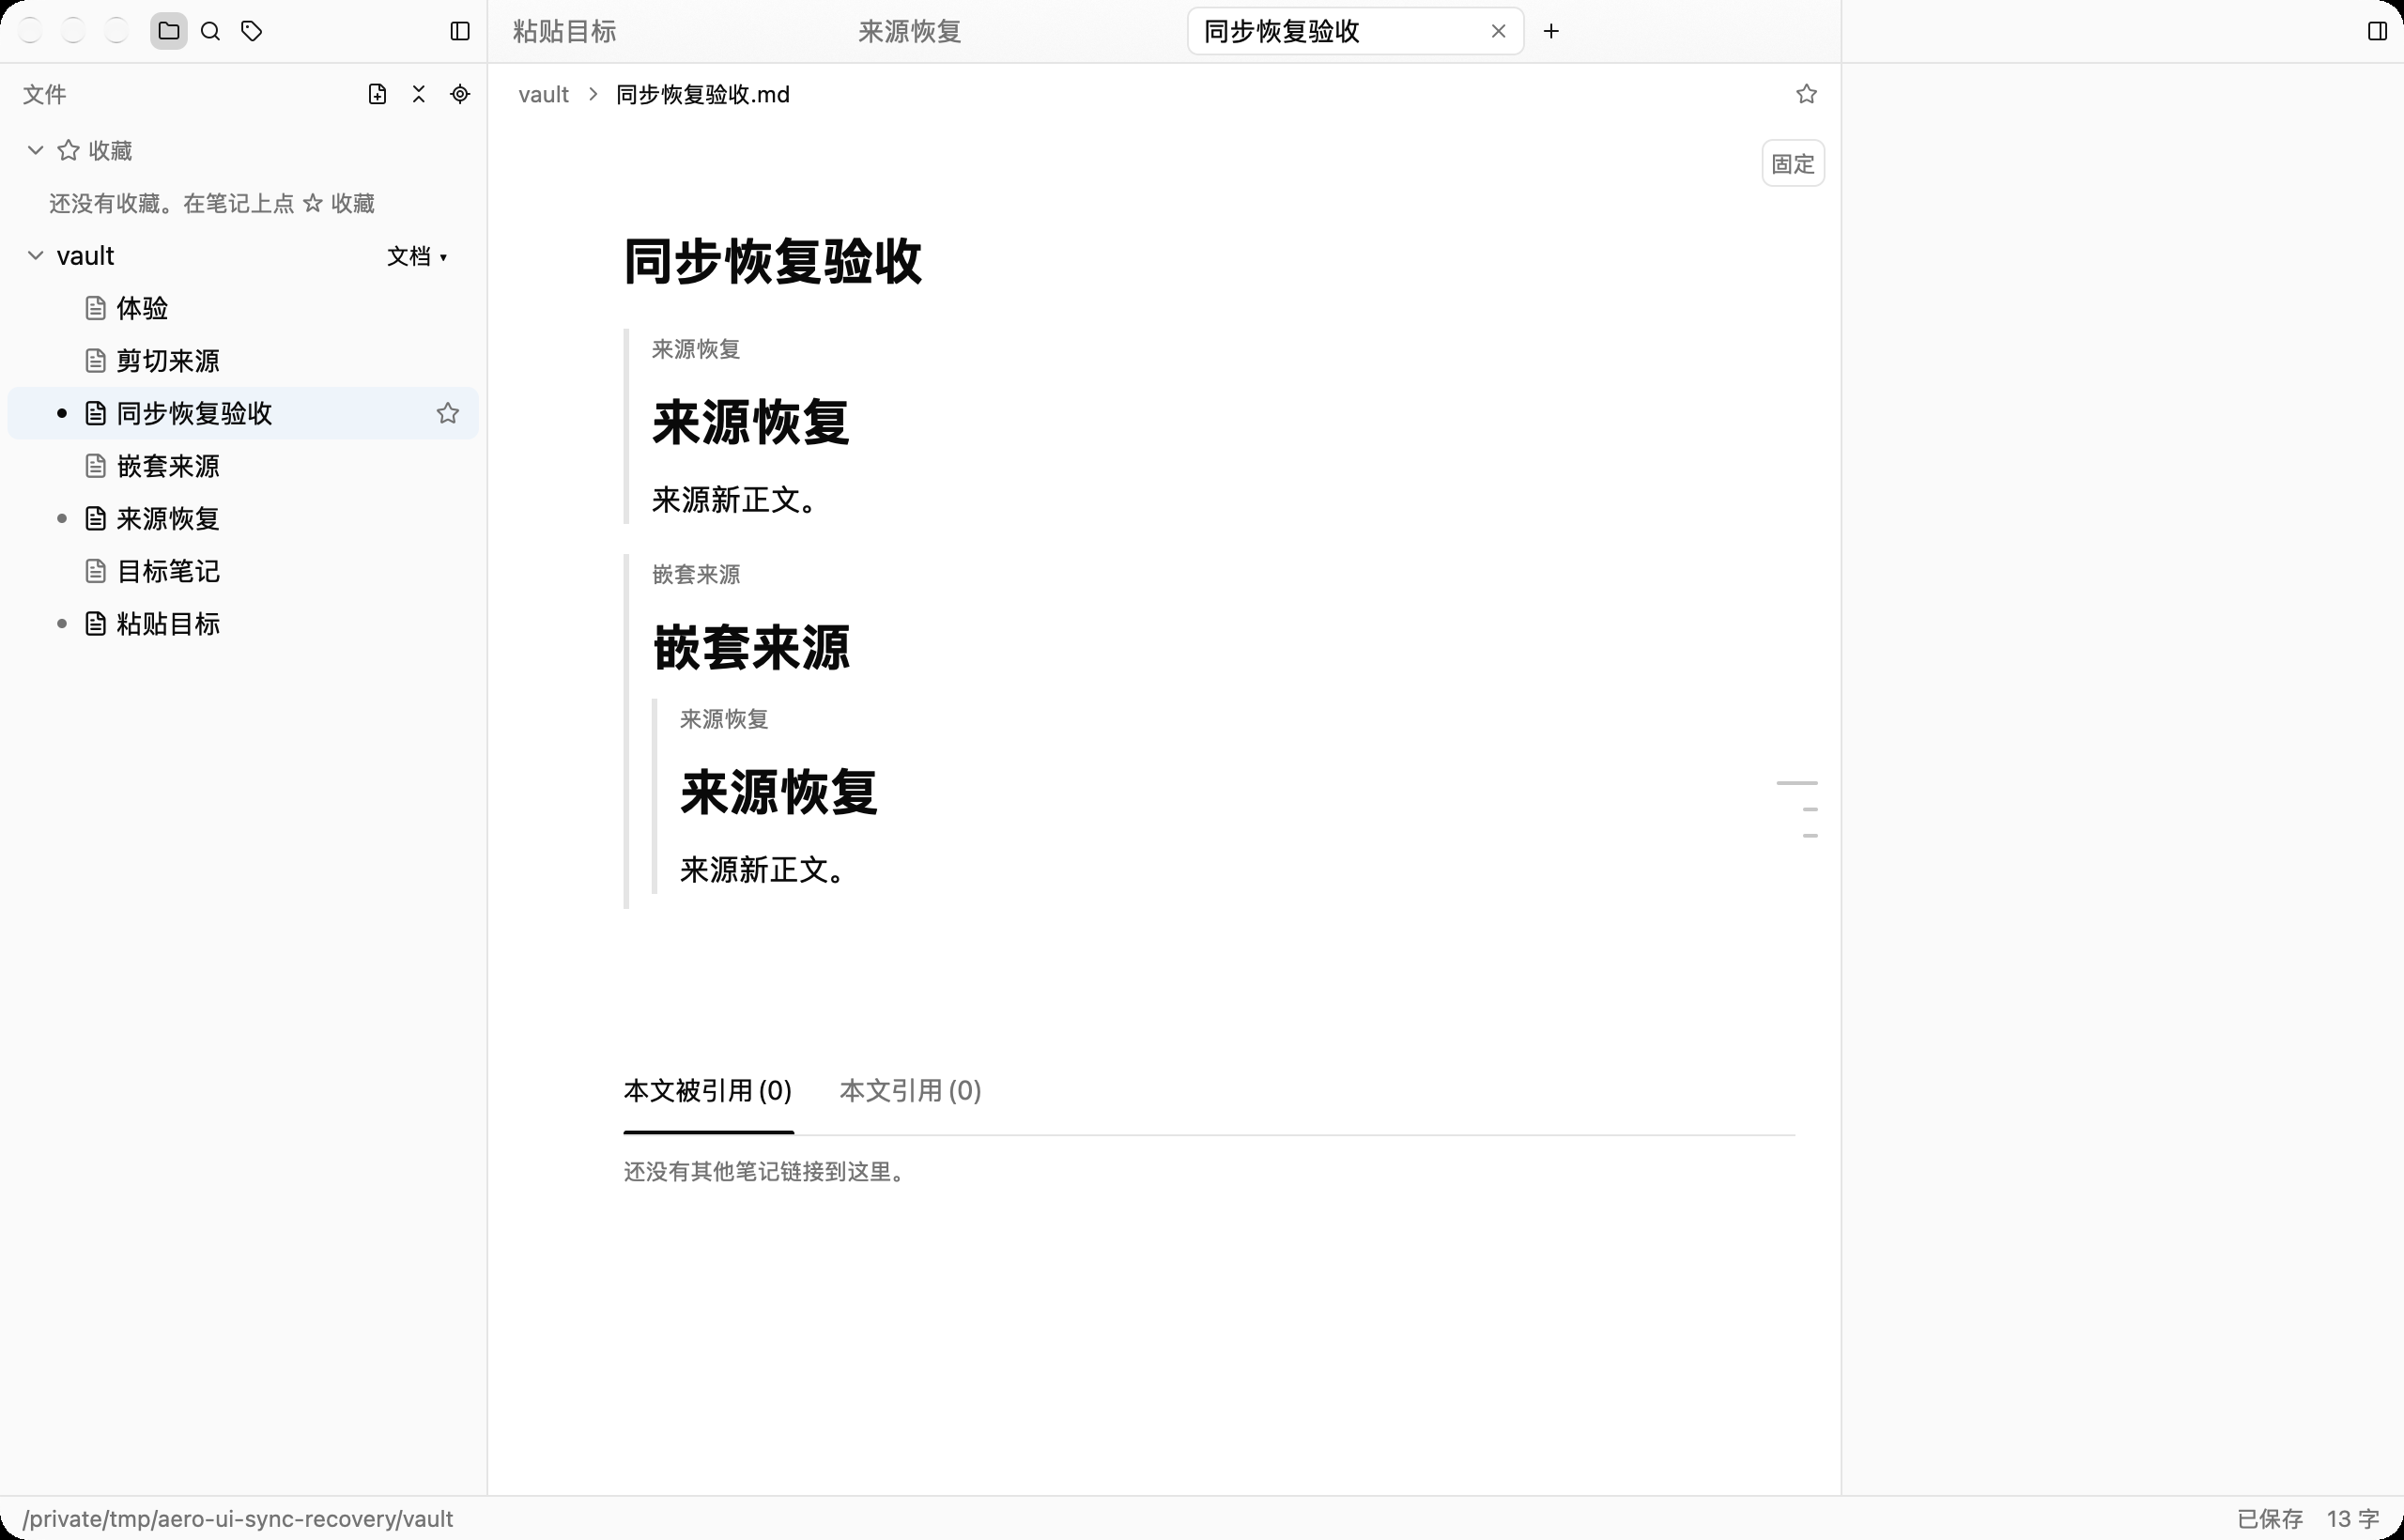 粘贴目标
来源恢复
同步恢复验收
文件
收藏
还没有收藏。在笔记上点 ☆ 收藏
vault
文档
体验
剪切来源
同步恢复验收
嵌套来源
来源恢复
目标笔记
粘贴目标
vault > 同步恢复验收.md
固定
同步恢复验收
来源恢复
来源恢复
来源新正文。
嵌套来源
嵌套来源
来源恢复
来源恢复
来源新正文。
本文被引用 (0)
本文引用 (0)
还没有其他笔记链接到这里。
/private/tmp/aero-ui-sync-recovery/vault
已保存
13 字